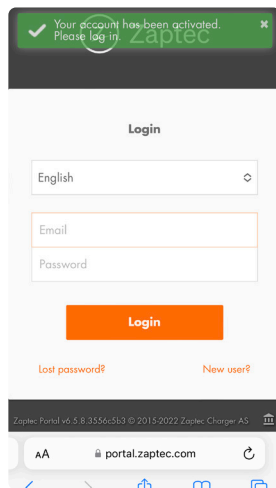 Your account has been activated.
Please log in.
Zaptec
Login
English
Email
Password
Login
Lost password?
New user?
Zaptec Portal v6.5.8.3556c5b3 © 2015-2022 Zaptec Charger AS
AA
portal.zaptec.com